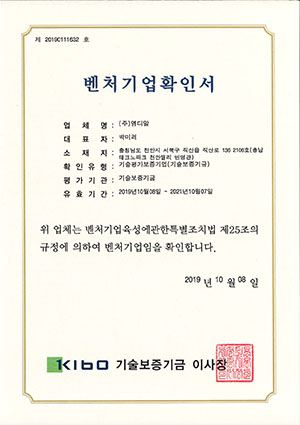 제 20190111632 호
벤처기업확인서
업 체 명 : (주)엠디알
대 표 자 : 박미려
소 재 지 : 충청남도 천안시 서북구 직산읍 직산로 136 2106호(충남
테크노파크 천안밸리 빈영관)
확 인 유 형 : 기술평가보증기업(기술보증기금)
평 가 기 관 : 기술보증기금
유 효 기 간 : 2019년10월08일 ~ 2021년10월07일
위 업체는 벤처기업육성에관한특별조치법 제25조의
규정에 의하여 벤처기업임을 확인합니다.
2019 년 10 월 08 일
KIBO 기술보증기금 이사장